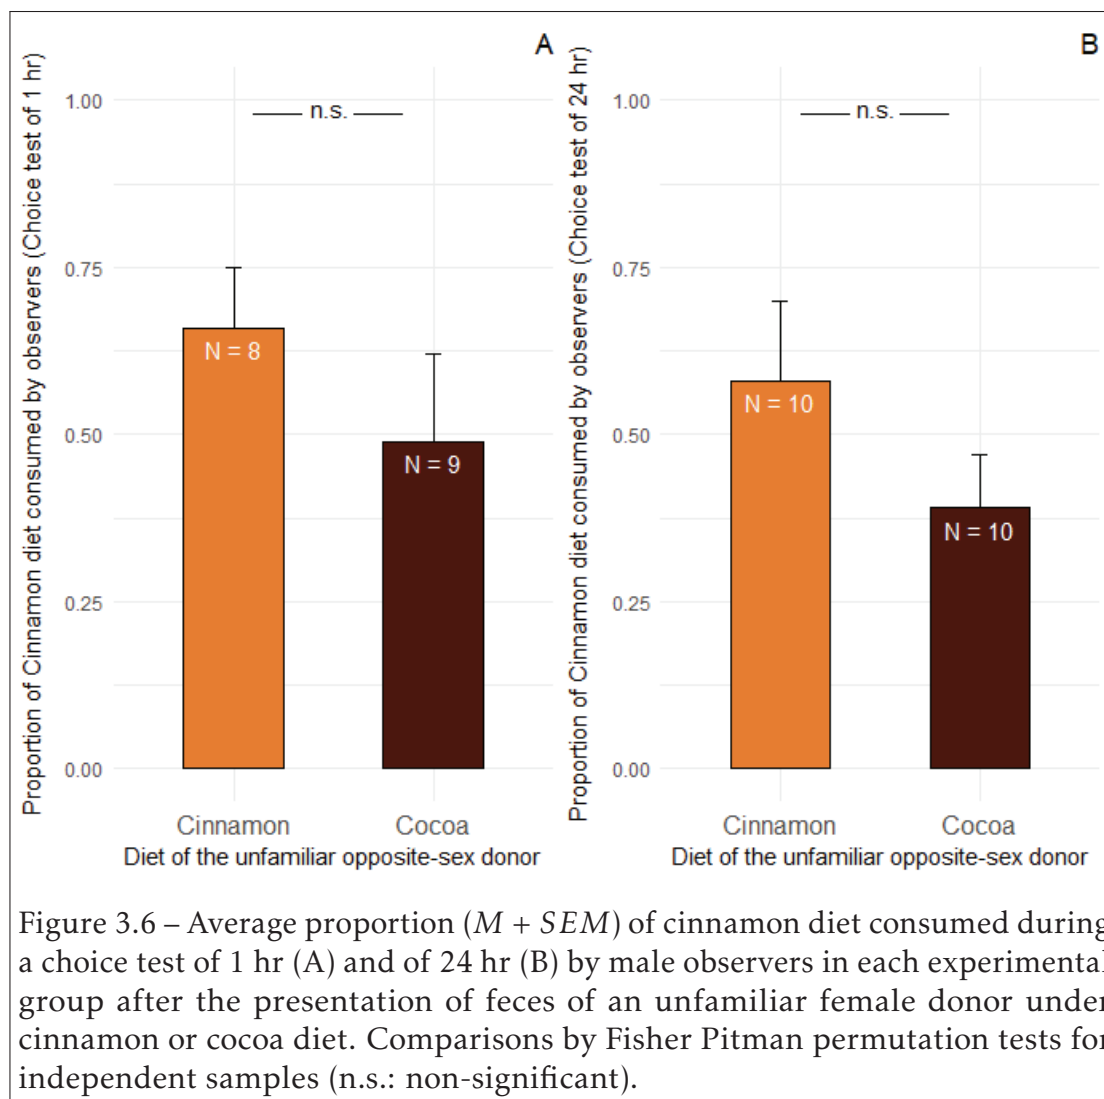 A
Proportion of Cinnamon diet consumed by observers (Choice test of 1 hr)
1.00
0.75
0.50
0.25
0.00
n.s.
N = 8
N = 9
Cinnamon Cocoa
Diet of the unfamiliar opposite-sex donor
B
Proportion of Cinnamon diet consumed by observers (Choice test of 24 hr)
1.00
0.75
0.50
0.25
0.00
n.s.
N = 10
N = 10
Cinnamon Cocoa
Diet of the unfamiliar opposite-sex donor
Figure 3.6 – Average proportion (M + SEM) of cinnamon diet consumed during
a choice test of 1 hr (A) and of 24 hr (B) by male observers in each experimental
group after the presentation of feces of an unfamiliar female donor under
cinnamon or cocoa diet. Comparisons by Fisher Pitman permutation tests for
independent samples (n.s.: non-significant).